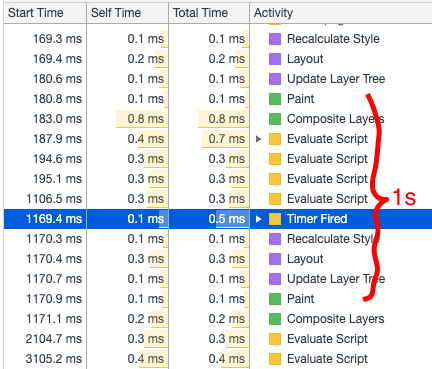 Start Time Self Time Total Time Activity
169.3 ms 0.1 ms 0.1 ms Recalculate Style
169.4 ms 0.2 ms 0.2 ms Layout
180.6 ms 0.1 ms 0.1 ms Update Layer Tree
180.8 ms 0.1 ms 0.1 ms Paint
183.0 ms 0.8 ms 0.8 ms Composite Layers
187.9 ms 0.4 ms 0.7 ms Evaluate Script
194.6 ms 0.3 ms 0.3 ms Evaluate Script
195.1 ms 0.3 ms 0.3 ms Evaluate Script
1106.5 ms 0.3 ms 0.3 ms Evaluate Script
1s
1169.4 ms 0.1 ms 0.5 ms Timer Fired
1170.3 ms 0.1 ms 0.1 ms Recalculate Style
1170.4 ms 0.3 ms 0.3 ms Layout
1170.7 ms 0.1 ms 0.1 ms Update Layer Tree
1170.9 ms 0.1 ms 0.1 ms Paint
1171.1 ms 0.2 ms 0.2 ms Composite Layers
2104.7 ms 0.3 ms 0.3 ms Evaluate Script
3105.2 ms 0.4 ms 0.4 ms Evaluate Script